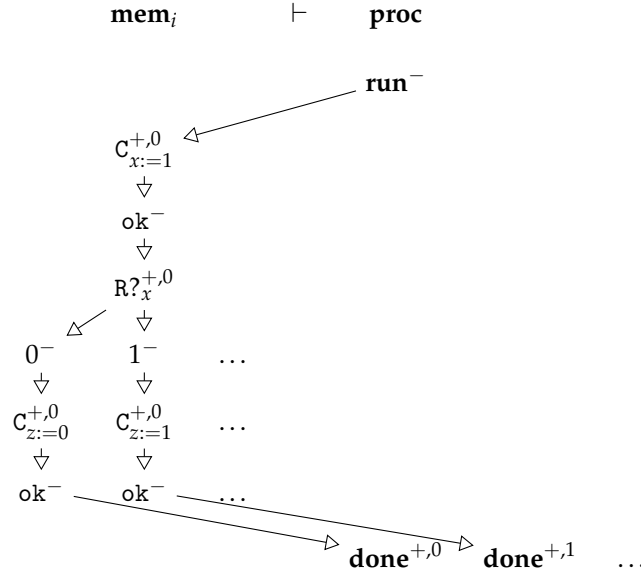 mem_i ⊢ proc
run^−
C^{+,0}_{x:=1}
ok^−
R?^{+,0}_x
0^− 1^− ...
C^{+,0}_{z:=0} C^{+,0}_{z:=1} ...
ok^− ok^− ...
done^{+,0} done^{+,1} ...